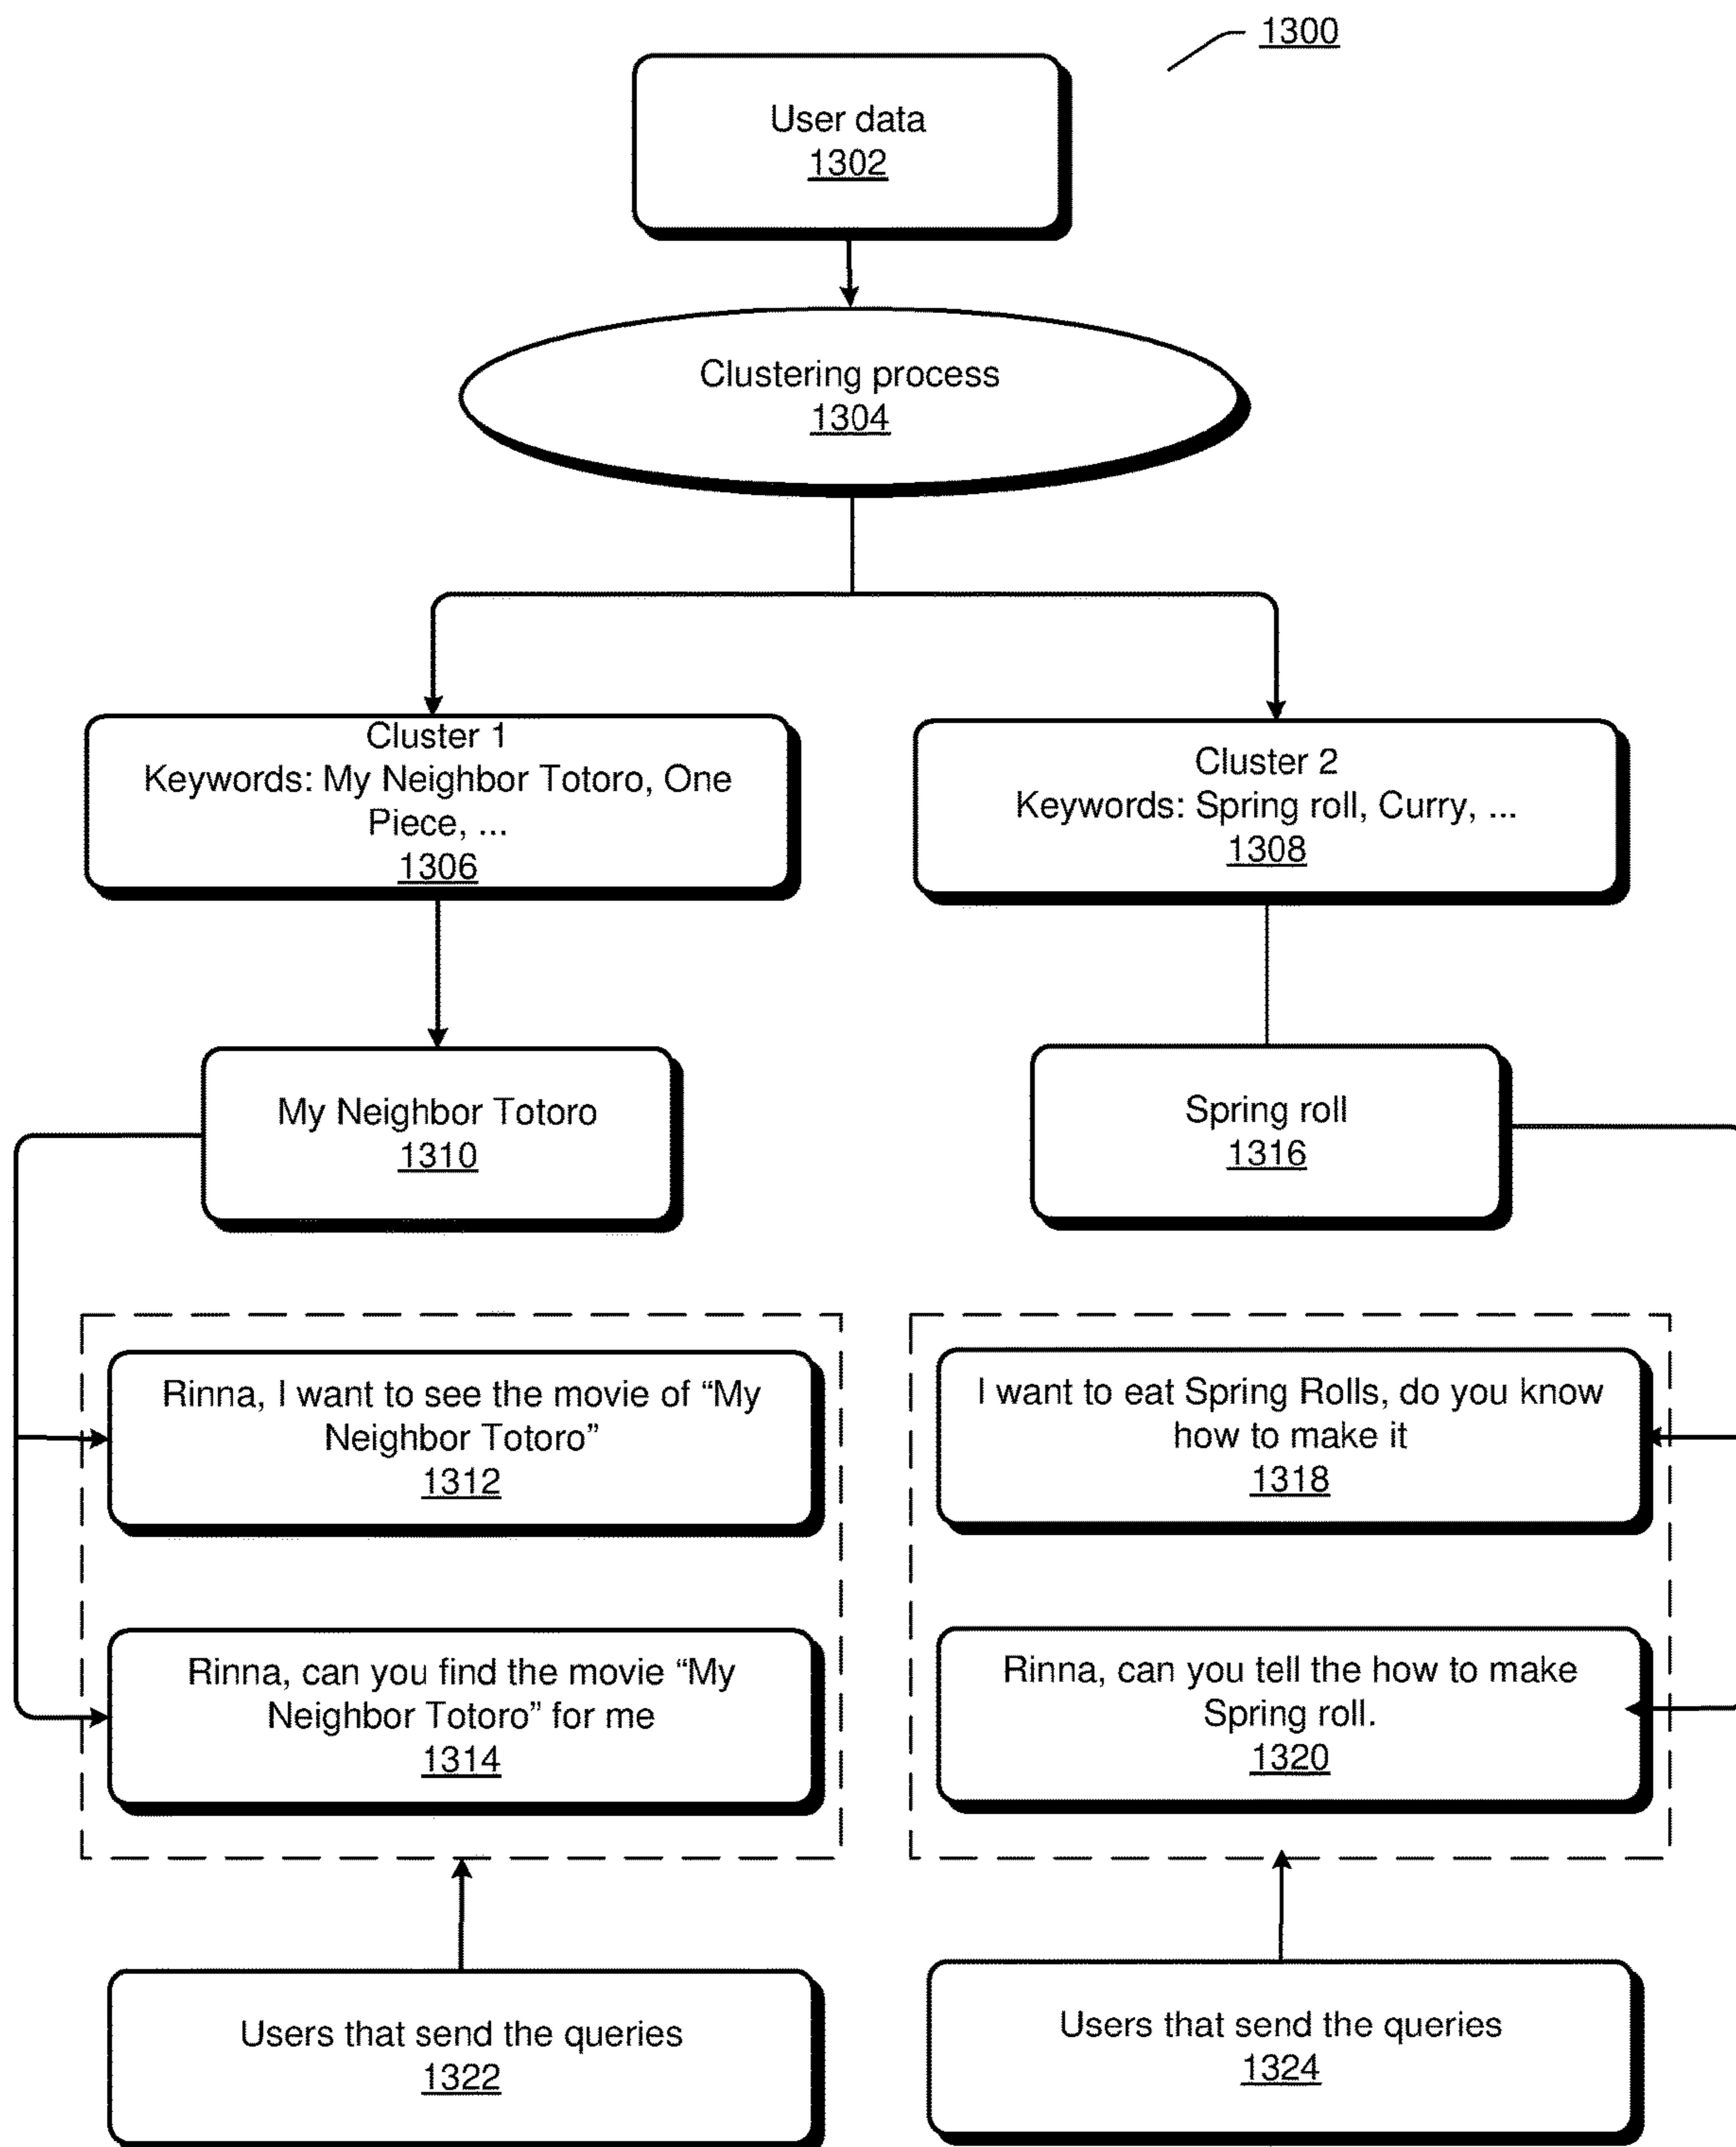 1300
User data
1302
Clustering process
1304
Cluster 1
Keywords: My Neighbor Totoro, One
Piece, ...
1306
Cluster 2
Keywords: Spring roll, Curry, ...
1308
My Neighbor Totoro
1310
Spring roll
1316
Rinna, I want to see the movie of “My
Neighbor Totoro”
1312
I want to eat Spring Rolls, do you know
how to make it
1318
Rinna, can you find the movie “My
Neighbor Totoro” for me
1314
Rinna, can you tell the how to make
Spring roll.
1320
Users that send the queries
1322
Users that send the queries
1324